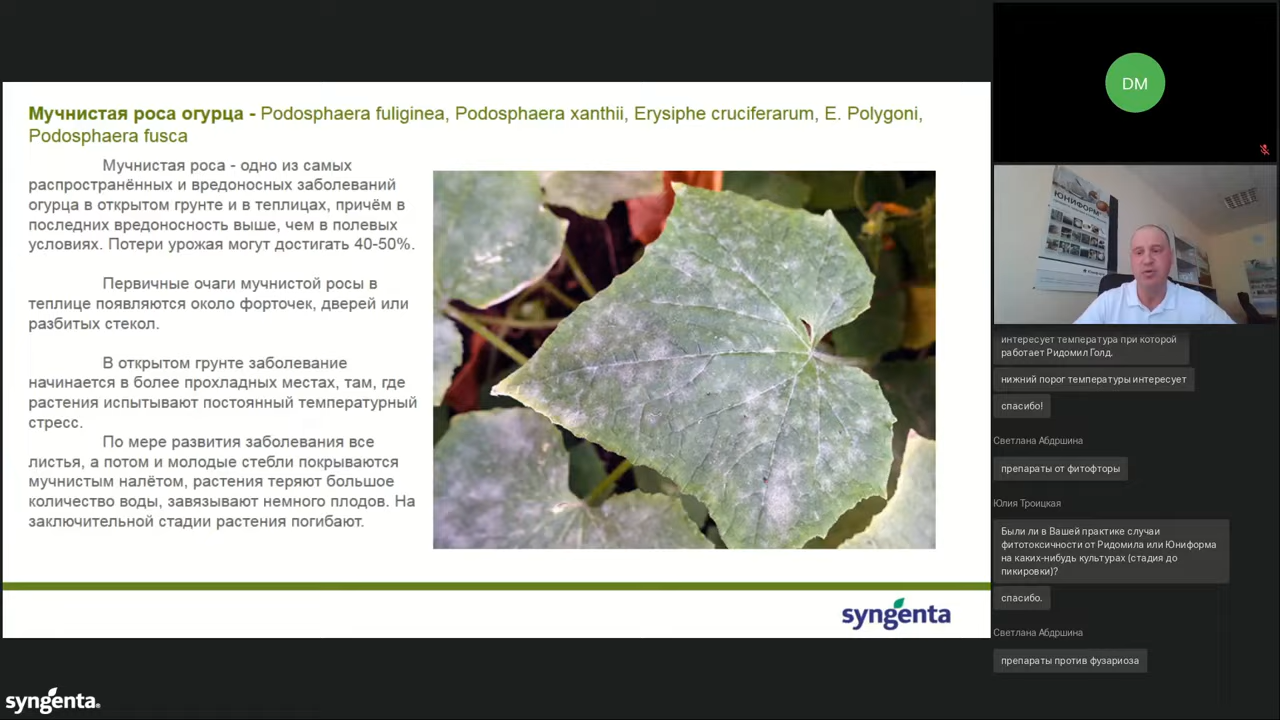 Мучнистая роса огурца - Podosphaera fuliginea, Podosphaera xanthii, Erysiphe cruciferarum, E. Polygoni,
Podosphaera fusca
Мучнистая роса - одно из самых
распространённых и вредоносных заболеваний
огурца в открытом грунте и в теплицах, причём в
последних вредоносность выше, чем в полевых
условиях. Потери урожая могут достигать 40-50%.
Первичные очаги мучнистой росы в
теплице появляются около форточек, дверей или
разбитых стекол.
В открытом грунте заболевание
начинается в более прохладных местах, там, где
растения испытывают постоянный температурный
стресс.
По мере развития заболевания все
листья, а потом и молодые стебли покрываются
мучнистым налётом, растения теряют большое
количество воды, завязывают немного плодов. На
заключительной стадии растения погибают.
syngenta
syngenta
DM
ЮНИФОРМ
интересует температура при которой
работает Ридомил Голд.
нижний порог температуры интересует
спасибо!
Светлана Абдршина
препараты от фитофторы
Юлия Троицкая
Были ли в Вашей практике случаи
фитотоксичности от Ридомила или Юниформа
на каких-нибудь культурах (стадия до
пикировки)?
спасибо.
Светлана Абдршина
препараты против фузариоза